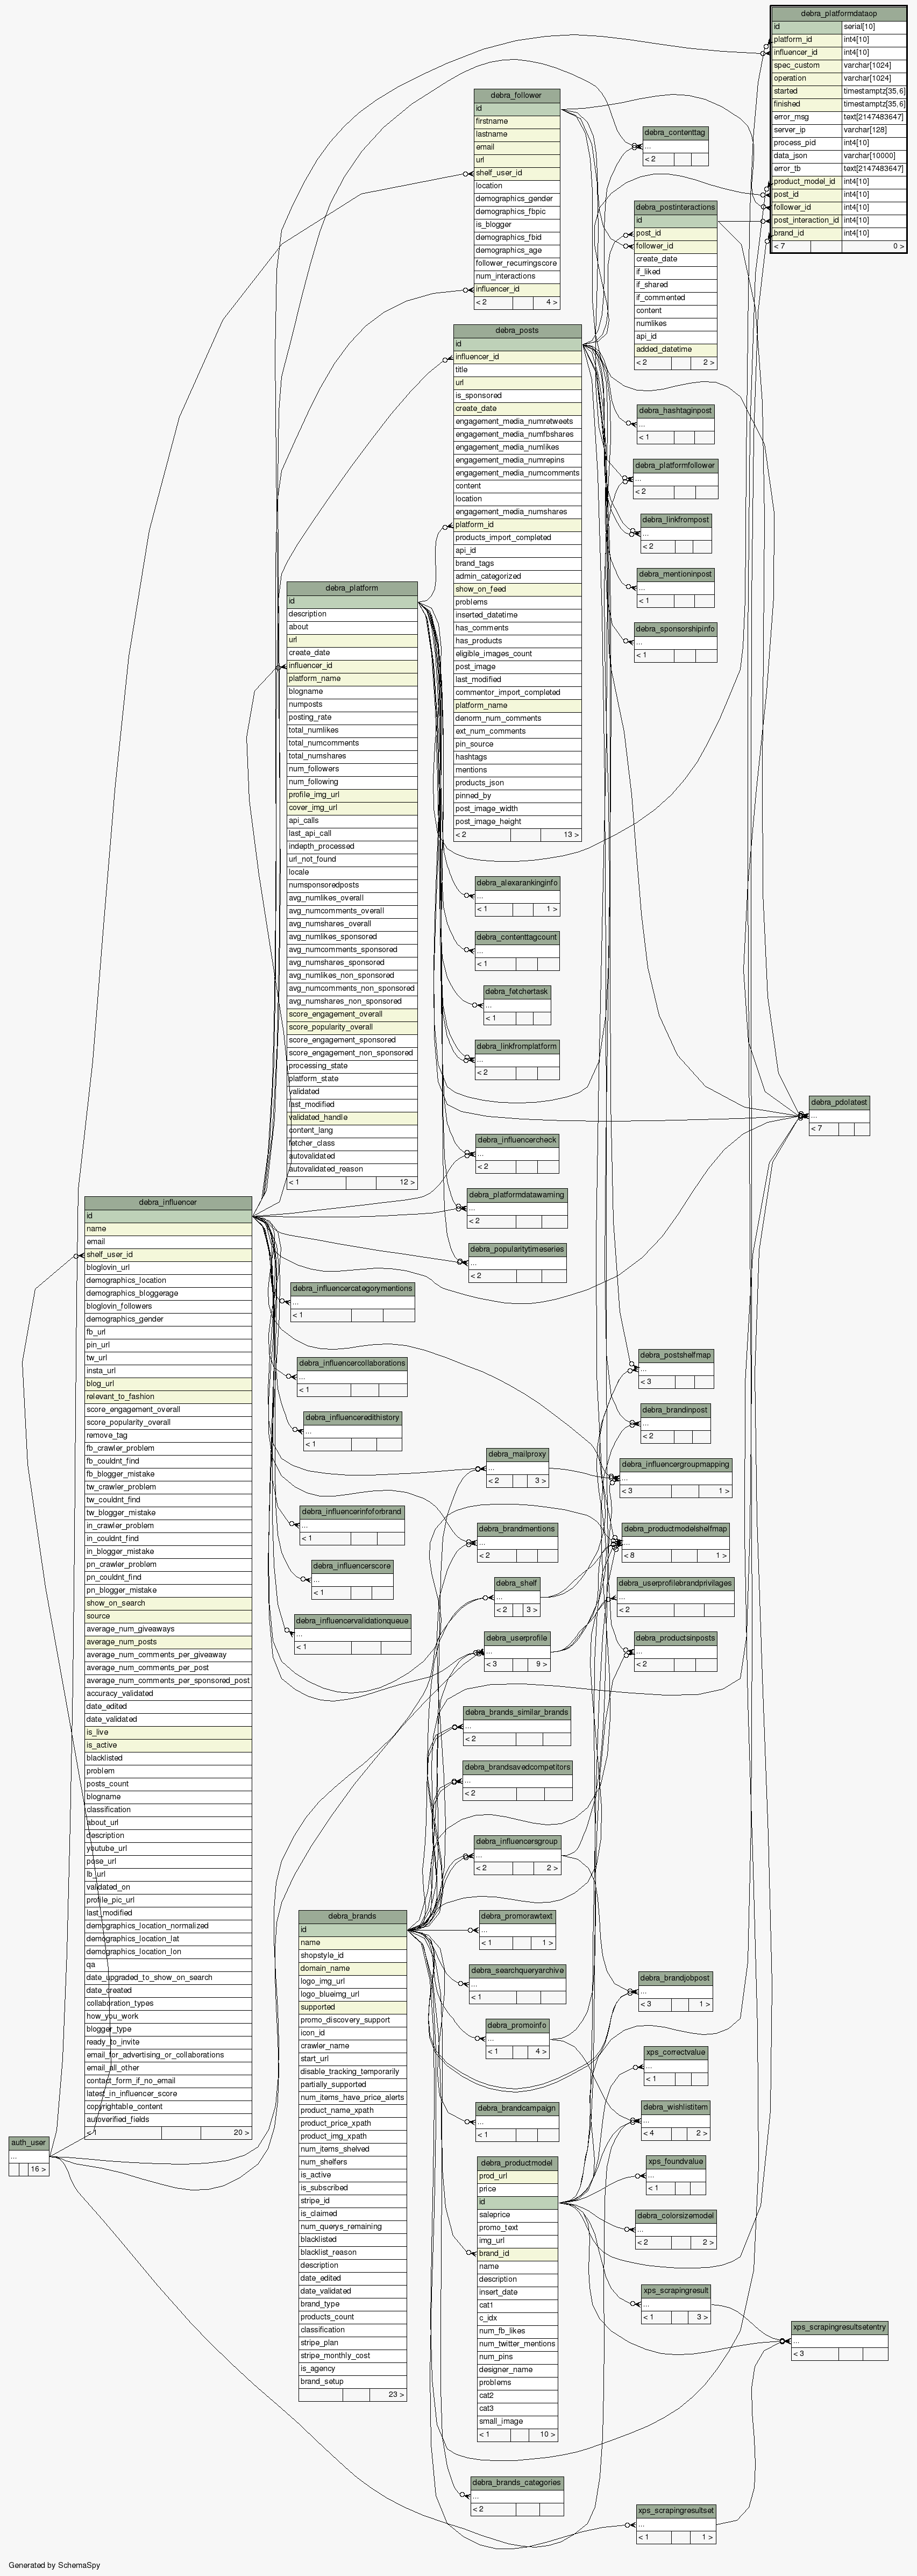 debra_platformdataop
id serial[10]
platform_id int4[10]
influencer_id int4[10]
spec_custom varchar[1024]
operation varchar[1024]
started timestamptz[35,6]
finished timestamptz[35,6]
error_msg text[2147483647]
server_ip varchar[128]
process_pid int4[10]
data_json varchar[10000]
error_tb text[2147483647]
product_model_id int4[10]
post_id int4[10]
follower_id int4[10]
post_interaction_id int4[10]
brand_id int4[10]
< 7 0 >
debra_follower
id
firstname
lastname
email
url
shelf_user_id
location
demographics_gender
demographics_fbpic
is_blogger
demographics_fbid
demographics_age
follower_recurringscore
num_interactions
influencer_id
< 2 4 >
debra_contenttag
...
< 2
debra_postinteractions
id
post_id
follower_id
create_date
if_liked
if_shared
if_commented
content
numlikes
api_id
added_datetime
< 2 2 >
debra_posts
id
influencer_id
title
url
is_sponsored
create_date
engagement_media_numretweets
engagement_media_numfbshares
engagement_media_numlikes
engagement_media_numrepins
engagement_media_numcomments
content
location
engagement_media_numshares
platform_id
products_import_completed
api_id
brand_tags
admin_categorized
show_on_feed
problems
inserted_datetime
has_comments
has_products
eligible_images_count
post_image
last_modified
commentor_import_completed
platform_name
denorm_num_comments
ext_num_comments
pin_source
hashtags
mentions
products_json
pinned_by
post_image_width
post_image_height
< 2 13 >
debra_hashtaginpost
...
< 1
debra_platformfollower
...
< 2
debra_linkfrompost
...
< 2
debra_mentioninpost
...
< 1
debra_sponsorshipinfo
...
< 1
debra_platform
id
description
about
url
create_date
influencer_id
platform_name
blogname
numposts
posting_rate
total_numlikes
total_numcomments
total_numshares
num_followers
num_following
profile_img_url
cover_img_url
api_calls
last_api_call
indepth_processed
url_not_found
locale
numsponsoredposts
avg_numlikes_overall
avg_numcomments_overall
avg_numshares_overall
avg_numlikes_sponsored
avg_numcomments_sponsored
avg_numshares_sponsored
avg_numlikes_non_sponsored
avg_numcomments_non_sponsored
avg_numshares_non_sponsored
score_engagement_overall
score_popularity_overall
score_engagement_sponsored
score_engagement_non_sponsored
processing_state
platform_state
validated
last_modified
validated_handle
content_lang
fetcher_class
autovalidated
autovalidated_reason
< 1 12 >
debra_alexarankinginfo
...
< 1 1 >
debra_contenttagcount
...
< 1
debra_fetchertask
...
< 1
debra_linkfromplatform
...
< 2
debra_pdolatest
...
< 7
debra_influencercheck
...
< 2
debra_platformdatawarning
...
< 2
debra_popularitytimeseries
...
< 2
debra_influencer
id
name
email
shelf_user_id
bloglovin_url
demographics_location
demographics_bloggerage
bloglovin_followers
demographics_gender
fb_url
pin_url
tw_url
insta_url
blog_url
relevant_to_fashion
score_engagement_overall
score_popularity_overall
remove_tag
fb_crawler_problem
fb_couldnt_find
fb_blogger_mistake
tw_crawler_problem
tw_couldnt_find
tw_blogger_mistake
in_crawler_problem
in_couldnt_find
in_blogger_mistake
pn_crawler_problem
pn_couldnt_find
pn_blogger_mistake
show_on_search
source
average_num_giveaways
average_num_posts
average_num_comments_per_giveaway
average_num_comments_per_post
average_num_comments_per_sponsored_post
accuracy_validated
date_edited
date_validated
is_live
is_active
blacklisted
problem
posts_count
blogname
classification
about_url
description
youtube_url
pose_url
lb_url
validated_on
profile_pic_url
last_modified
demographics_location_normalized
demographics_location_lat
demographics_location_lon
qa
date_upgraded_to_show_on_search
date_created
collaboration_types
how_you_work
blogger_type
ready_to_invite
email_for_advertising_or_collaborations
email_all_other
contact_form_if_no_email
latest_in_influencer_score
copyrightable_content
autoverified_fields
< 1 20 >
debra_influencercategorymentions
...
< 1
debra_influencercollaborations
...
< 1
debra_influenceredithistory
...
< 1
debra_influencerinfoforbrand
...
< 1
debra_influencerscore
...
< 1
debra_influencervalidationqueue
...
< 1
debra_postshelfmap
...
< 3
debra_brandinpost
...
< 2
debra_mailproxy
...
< 2 3 >
debra_influencergroupmapping
...
< 3 1 >
debra_brandmentions
...
< 2
debra_productmodelshelfmap
...
< 8 1 >
debra_shelf
...
< 2 3 >
debra_userprofilebrandprivilages
...
< 2
debra_userprofile
...
< 3 9 >
debra_productsinposts
...
< 2
debra_brands_similar_brands
...
< 2
debra_brandsavedcompetitors
...
< 2
debra_influencersgroup
...
< 2 2 >
debra_brands
id
name
shopstyle_id
domain_name
logo_img_url
logo_blueimg_url
supported
promo_discovery_support
icon_id
crawler_name
start_url
disable_tracking_temporarily
partially_supported
num_items_have_price_alerts
product_name_xpath
product_price_xpath
product_img_xpath
num_items_shelved
num_shelfers
is_active
is_subscribed
stripe_id
is_claimed
num_querys_remaining
blacklisted
blacklist_reason
description
date_edited
date_validated
brand_type
products_count
classification
stripe_plan
stripe_monthly_cost
is_agency
brand_setup
23 >
debra_promorawtext
...
< 1 1 >
debra_searchqueryarchive
...
< 1
debra_promoinfo
...
< 1 4 >
debra_brandjobpost
...
< 3 1 >
xps_correctvalue
...
< 1
debra_brandcampaign
...
< 1
debra_wishlistitem
...
< 4 2 >
auth_user
...
16 >
debra_productmodel
prod_url
price
id
saleprice
promo_text
img_url
brand_id
name
description
insert_date
cat1
c_idx
num_fb_likes
num_twitter_mentions
num_pins
designer_name
problems
cat2
cat3
small_image
< 1 10 >
xps_foundvalue
...
< 1
debra_colorsizemodel
...
< 2 2 >
xps_scrapingresult
...
< 1 3 >
xps_scrapingresultsetentry
...
< 3
debra_brands_categories
...
< 2
xps_scrapingresultset
...
< 1 1 >
Generated by SchemaSpy